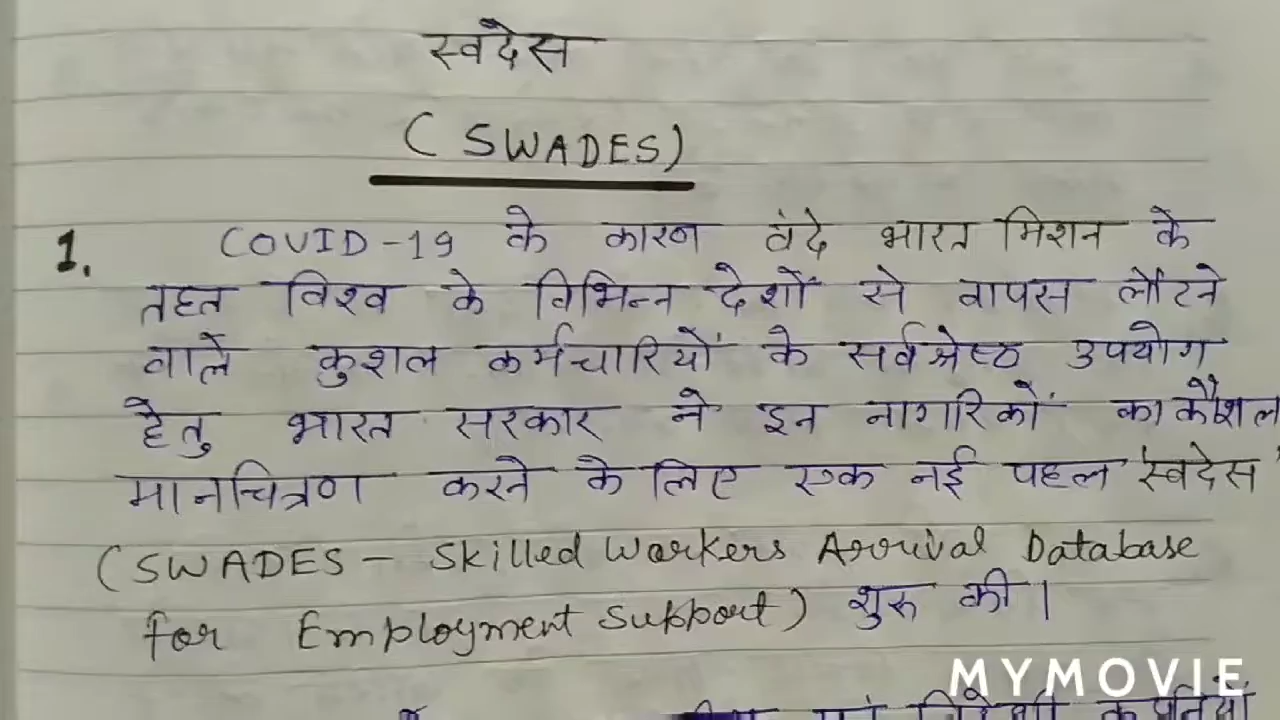 स्वदेस
(SWADES)
1. COVID-19 के कारण वंदे भारत मिशन के
तहत विश्व के विभिन्न देशों से वापस लौटने
वाले कुशल कर्मचारियों के सर्वश्रेष्ठ उपयोग
हेतु भारत सरकार ने इन नागरिकों का कौशल
मानचित्रण करने के लिए एक नई पहल 'स्वदेस'
(SWADES - Skilled Workers Arrival Database
for Employment Support) शुरू की।
MYMOVIE